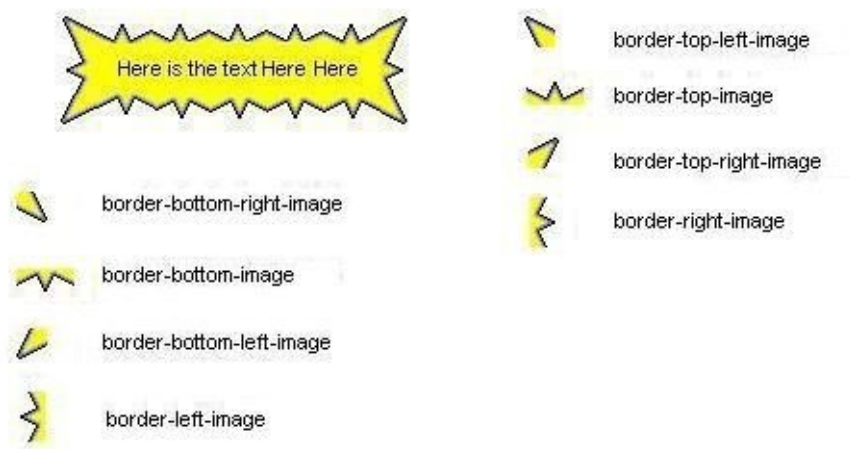 Here is the text Here Here
border-bottom-right-image
border-bottom-image
border-bottom-left-image
border-left-image
border-top-left-image
border-top-image
border-top-right-image
border-right-image